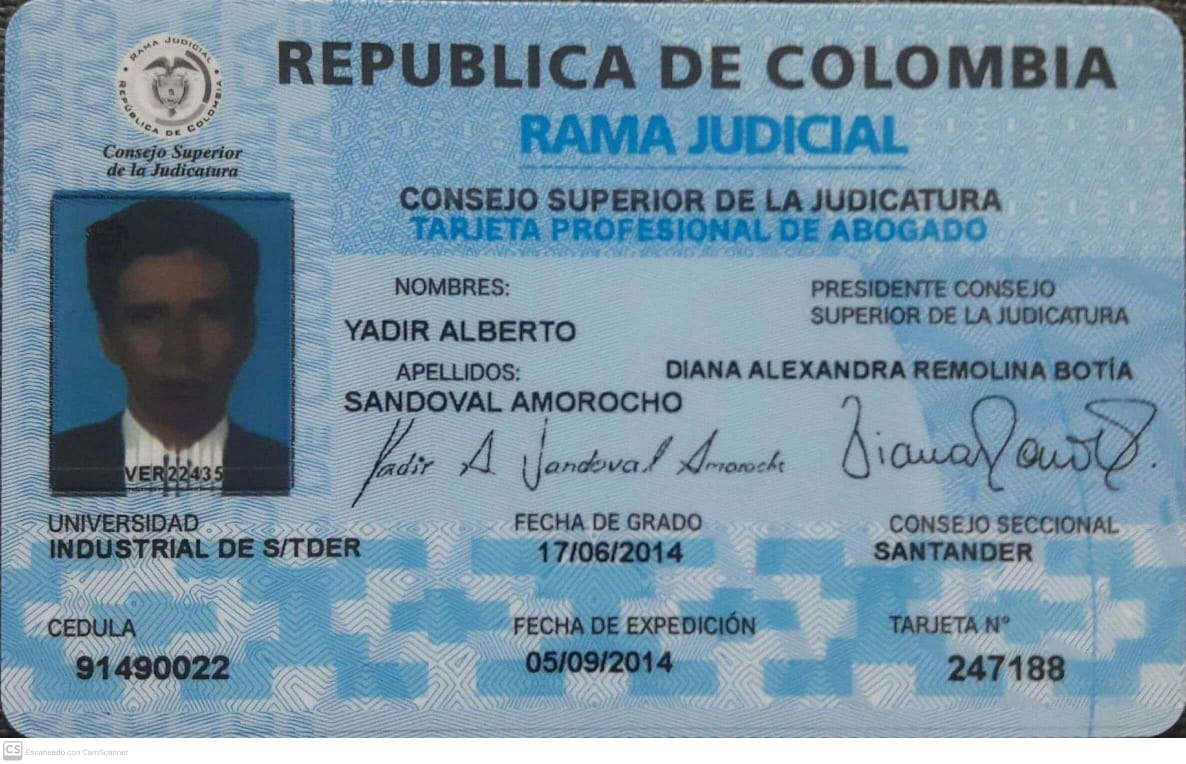 REPUBLICA DE COLOMBIA
RAMA JUDICIAL
RAMA JUDICIAL • REPÚBLICA DE COLOMBIA
Consejo Superior
de la Judicatura
CONSEJO SUPERIOR DE LA JUDICATURA
TARJETA PROFESIONAL DE ABOGADO
NOMBRES:
YADIR ALBERTO
APELLIDOS:
SANDOVAL AMOROCHO
PRESIDENTE CONSEJO
SUPERIOR DE LA JUDICATURA
DIANA ALEXANDRA REMOLINA BOTÍA
Yadir A. Sandoval Amorocho
Diana
VER22435
UNIVERSIDAD
INDUSTRIAL DE S/TDER
FECHA DE GRADO
17/06/2014
CONSEJO SECCIONAL
SANTANDER
CEDULA
91490022
FECHA DE EXPEDICIÓN
05/09/2014
TARJETA N°
247188
CS Escaneado con CamScanner